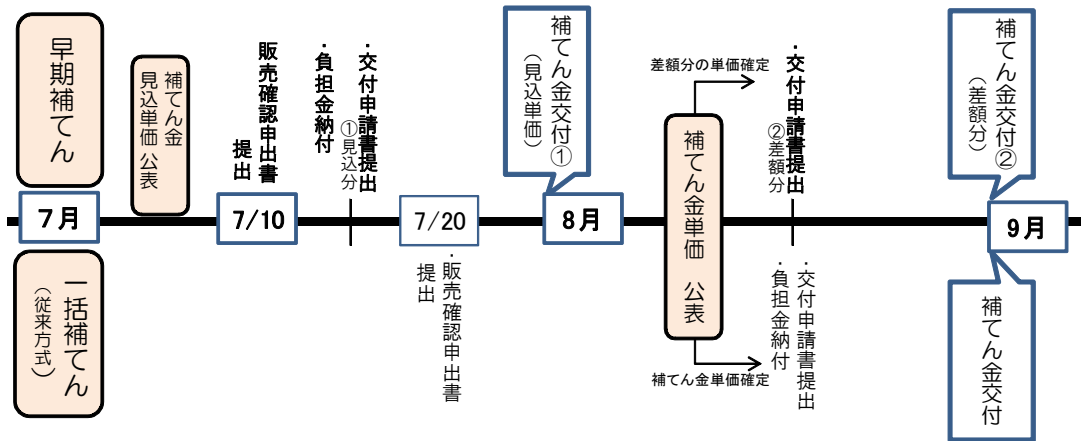 早期補てん
補てん金
見込単価 公表
販売確認申出書
提出
・交付申請書提出
①見込分
・負担金納付
補てん金交付①
（見込単価）
差額分の単価確定
・交付申請書提出
②差額分
補てん金交付②
（差額分）
7月
7/10
7/20
8月
補てん金単価 公表
9月
一括補てん
（従来方式）
・販売確認申出書
提出
補てん金単価確定
・交付申請書提出
・負担金納付
補てん金交付